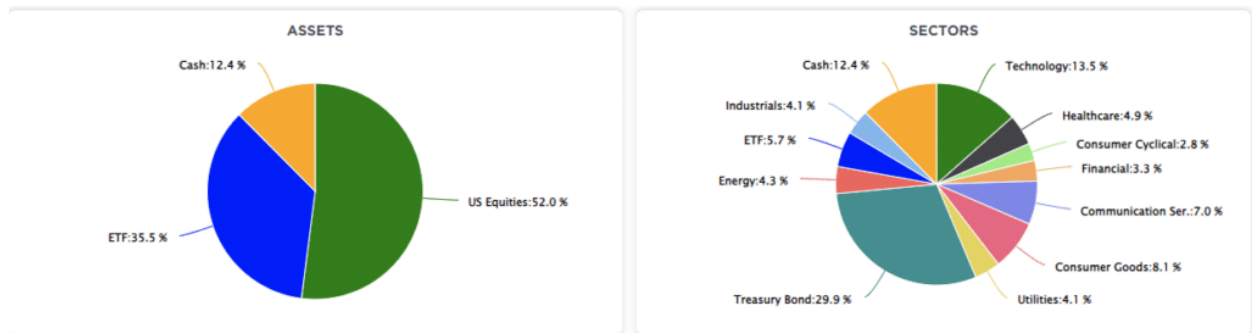 ASSETS
Cash:12.4 %
US Equities:52.0 %
ETF:35.5 %
SECTORS
Cash:12.4 %
Technology:13.5 %
Industrials:4.1 %
Healthcare:4.9 %
ETF:5.7 %
Consumer Cyclical:2.8 %
Financial:3.3 %
Energy:4.3 %
Communication Ser.:7.0 %
Consumer Goods:8.1 %
Treasury Bond:29.9 %
Utilities:4.1 %